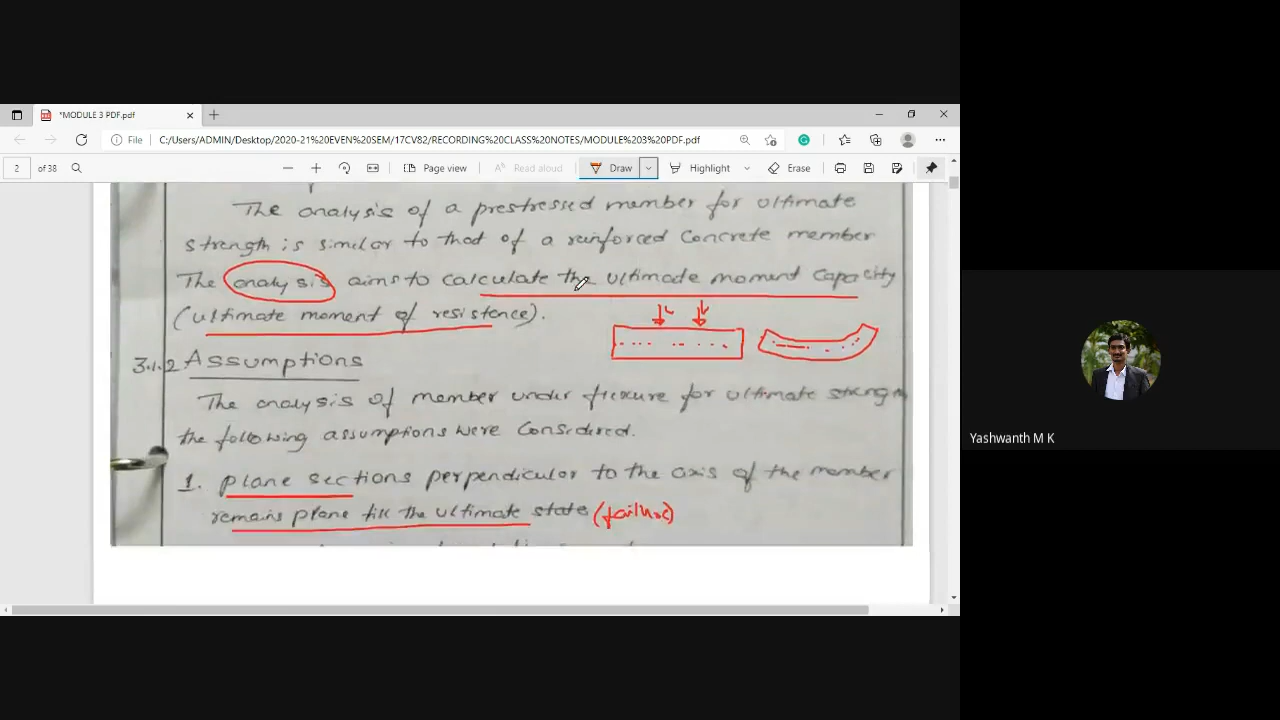 *MODULE 3 PDF.pdf
File C:/Users/ADMIN/Desktop/2020-21%20EVEN%20SEM/17CV82/RECORDING%20CLASS%20NOTES/MODULE%203%20PDF.pdf
2 of 38 Page view Read aloud Draw Highlight Erase
The analysis of a prestressed member for ultimate
strength is similar to that of a reinforced concrete member
The analysis aims to calculate the ultimate moment capacity
(ultimate moment of resistence).
3.1.2 Assumptions
The analysis of member under flexure for ultimate strength
the following assumptions were considered.
1. plane sections perpendiculor to the axis of the member
remains plane till the ultimate state (failure)
Yashwanth M K